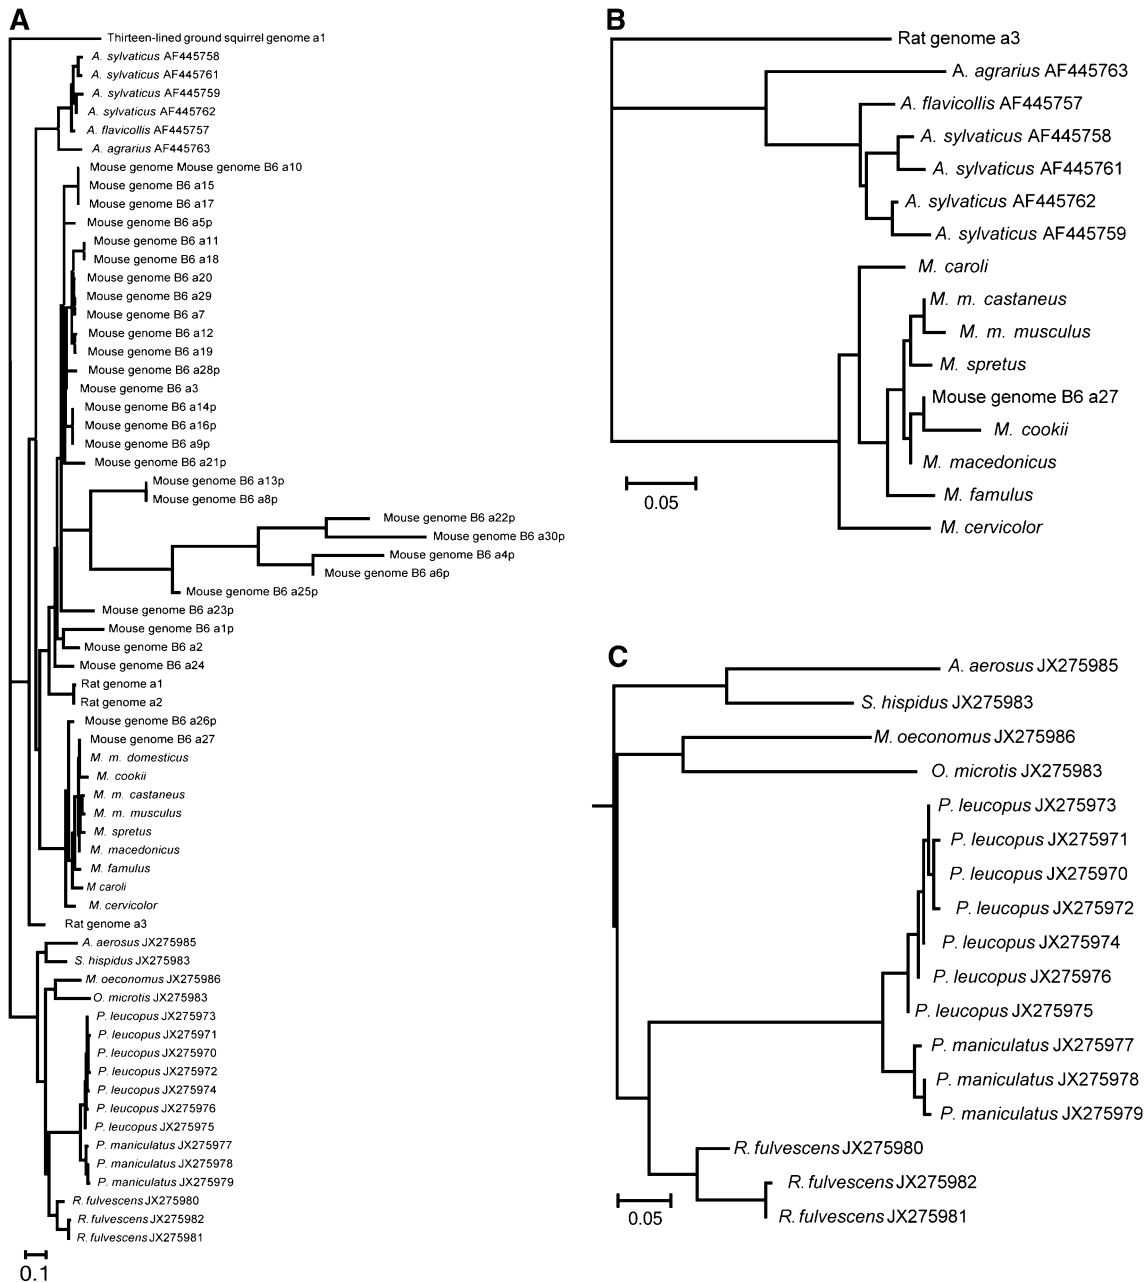 A
Thirteen-lined ground squirrel genome a1
A. sylvaticus AF445758
A. sylvaticus AF445761
A. sylvaticus AF445759
A. sylvaticus AF445762
A. flavicollis AF445757
A. agrarius AF445763
Mouse genome Mouse genome B6 a10
Mouse genome B6 a15
Mouse genome B6 a17
Mouse genome B6 a5p
Mouse genome B6 a11
Mouse genome B6 a18
Mouse genome B6 a20
Mouse genome B6 a29
Mouse genome B6 a7
Mouse genome B6 a12
Mouse genome B6 a19
Mouse genome B6 a28p
Mouse genome B6 a3
Mouse genome B6 a14p
Mouse genome B6 a16p
Mouse genome B6 a9p
Mouse genome B6 a21p
Mouse genome B6 a13p
Mouse genome B6 a8p
Mouse genome B6 a22p
Mouse genome B6 a30p
Mouse genome B6 a4p
Mouse genome B6 a6p
Mouse genome B6 a25p
Mouse genome B6 a23p
Mouse genome B6 a1p
Mouse genome B6 a2
Mouse genome B6 a24
Rat genome a1
Rat genome a2
Mouse genome B6 a26p
Mouse genome B6 a27
M. m. domesticus
M. cookii
M. m. castaneus
M. m. musculus
M. spretus
M. macedonicus
M. famulus
M caroli
M. cervicolor
Rat genome a3
A. aerosus JX275985
S. hispidus JX275983
M. oeconomus JX275986
O. microtis JX275983
P. leucopus JX275973
P. leucopus JX275971
P. leucopus JX275970
P. leucopus JX275972
P. leucopus JX275974
P. leucopus JX275976
P. leucopus JX275975
P. maniculatus JX275977
P. maniculatus JX275978
P. maniculatus JX275979
R. fulvescens JX275980
R. fulvescens JX275982
R. fulvescens JX275981
0.1
B
Rat genome a3
A. agrarius AF445763
A. flavicollis AF445757
A. sylvaticus AF445758
A. sylvaticus AF445761
A. sylvaticus AF445762
A. sylvaticus AF445759
M. caroli
M. m. castaneus
M. m. musculus
M. spretus
Mouse genome B6 a27
M. cookii
M. macedonicus
M. famulus
M. cervicolor
0.05
C
A. aerosus JX275985
S. hispidus JX275983
M. oeconomus JX275986
O. microtis JX275983
P. leucopus JX275973
P. leucopus JX275971
P. leucopus JX275970
P. leucopus JX275972
P. leucopus JX275974
P. leucopus JX275976
P. leucopus JX275975
P. maniculatus JX275977
P. maniculatus JX275978
P. maniculatus JX275979
R. fulvescens JX275980
R. fulvescens JX275982
R. fulvescens JX275981
0.05